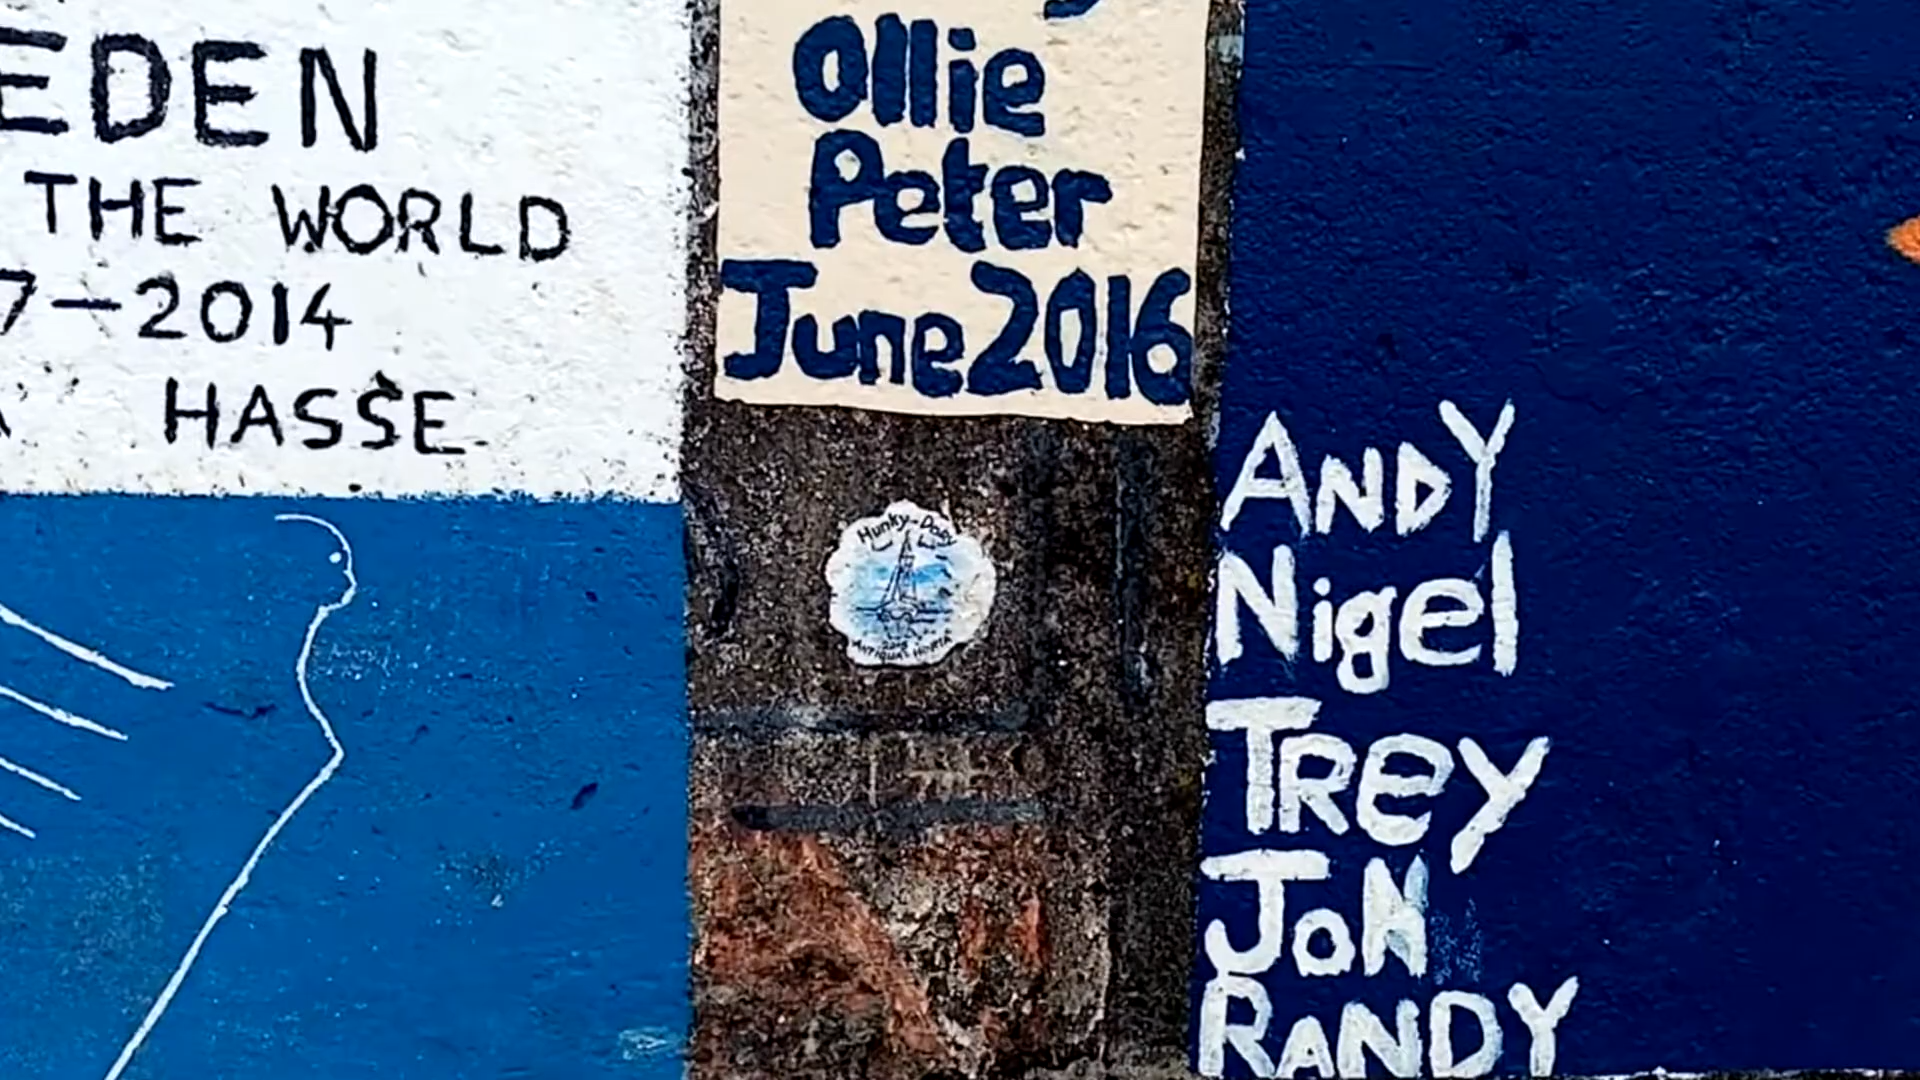 EDEN
THE WORLD
7-2014
HASSE
Ollie
Peter
June 2016
Hunky-Dory
ANDY
Nigel
TREY
JON
RANDY